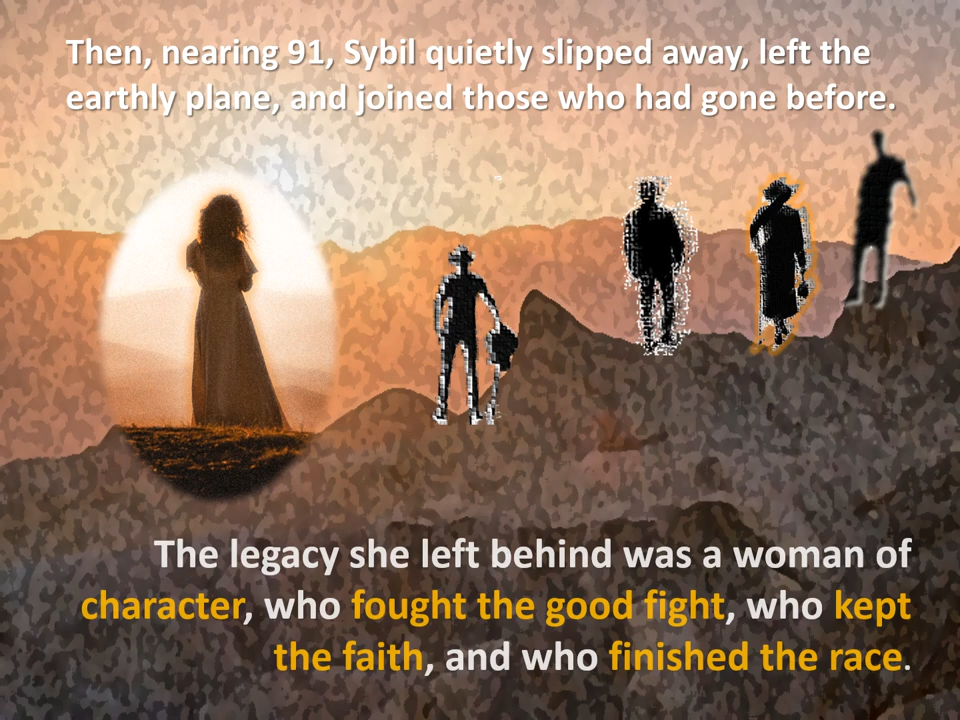 Then, nearing 91, Sybil quietly slipped away, left the
earthly plane, and joined those who had gone before.
The legacy she left behind was a woman of
character, who fought the good fight, who kept
the faith, and who finished the race.